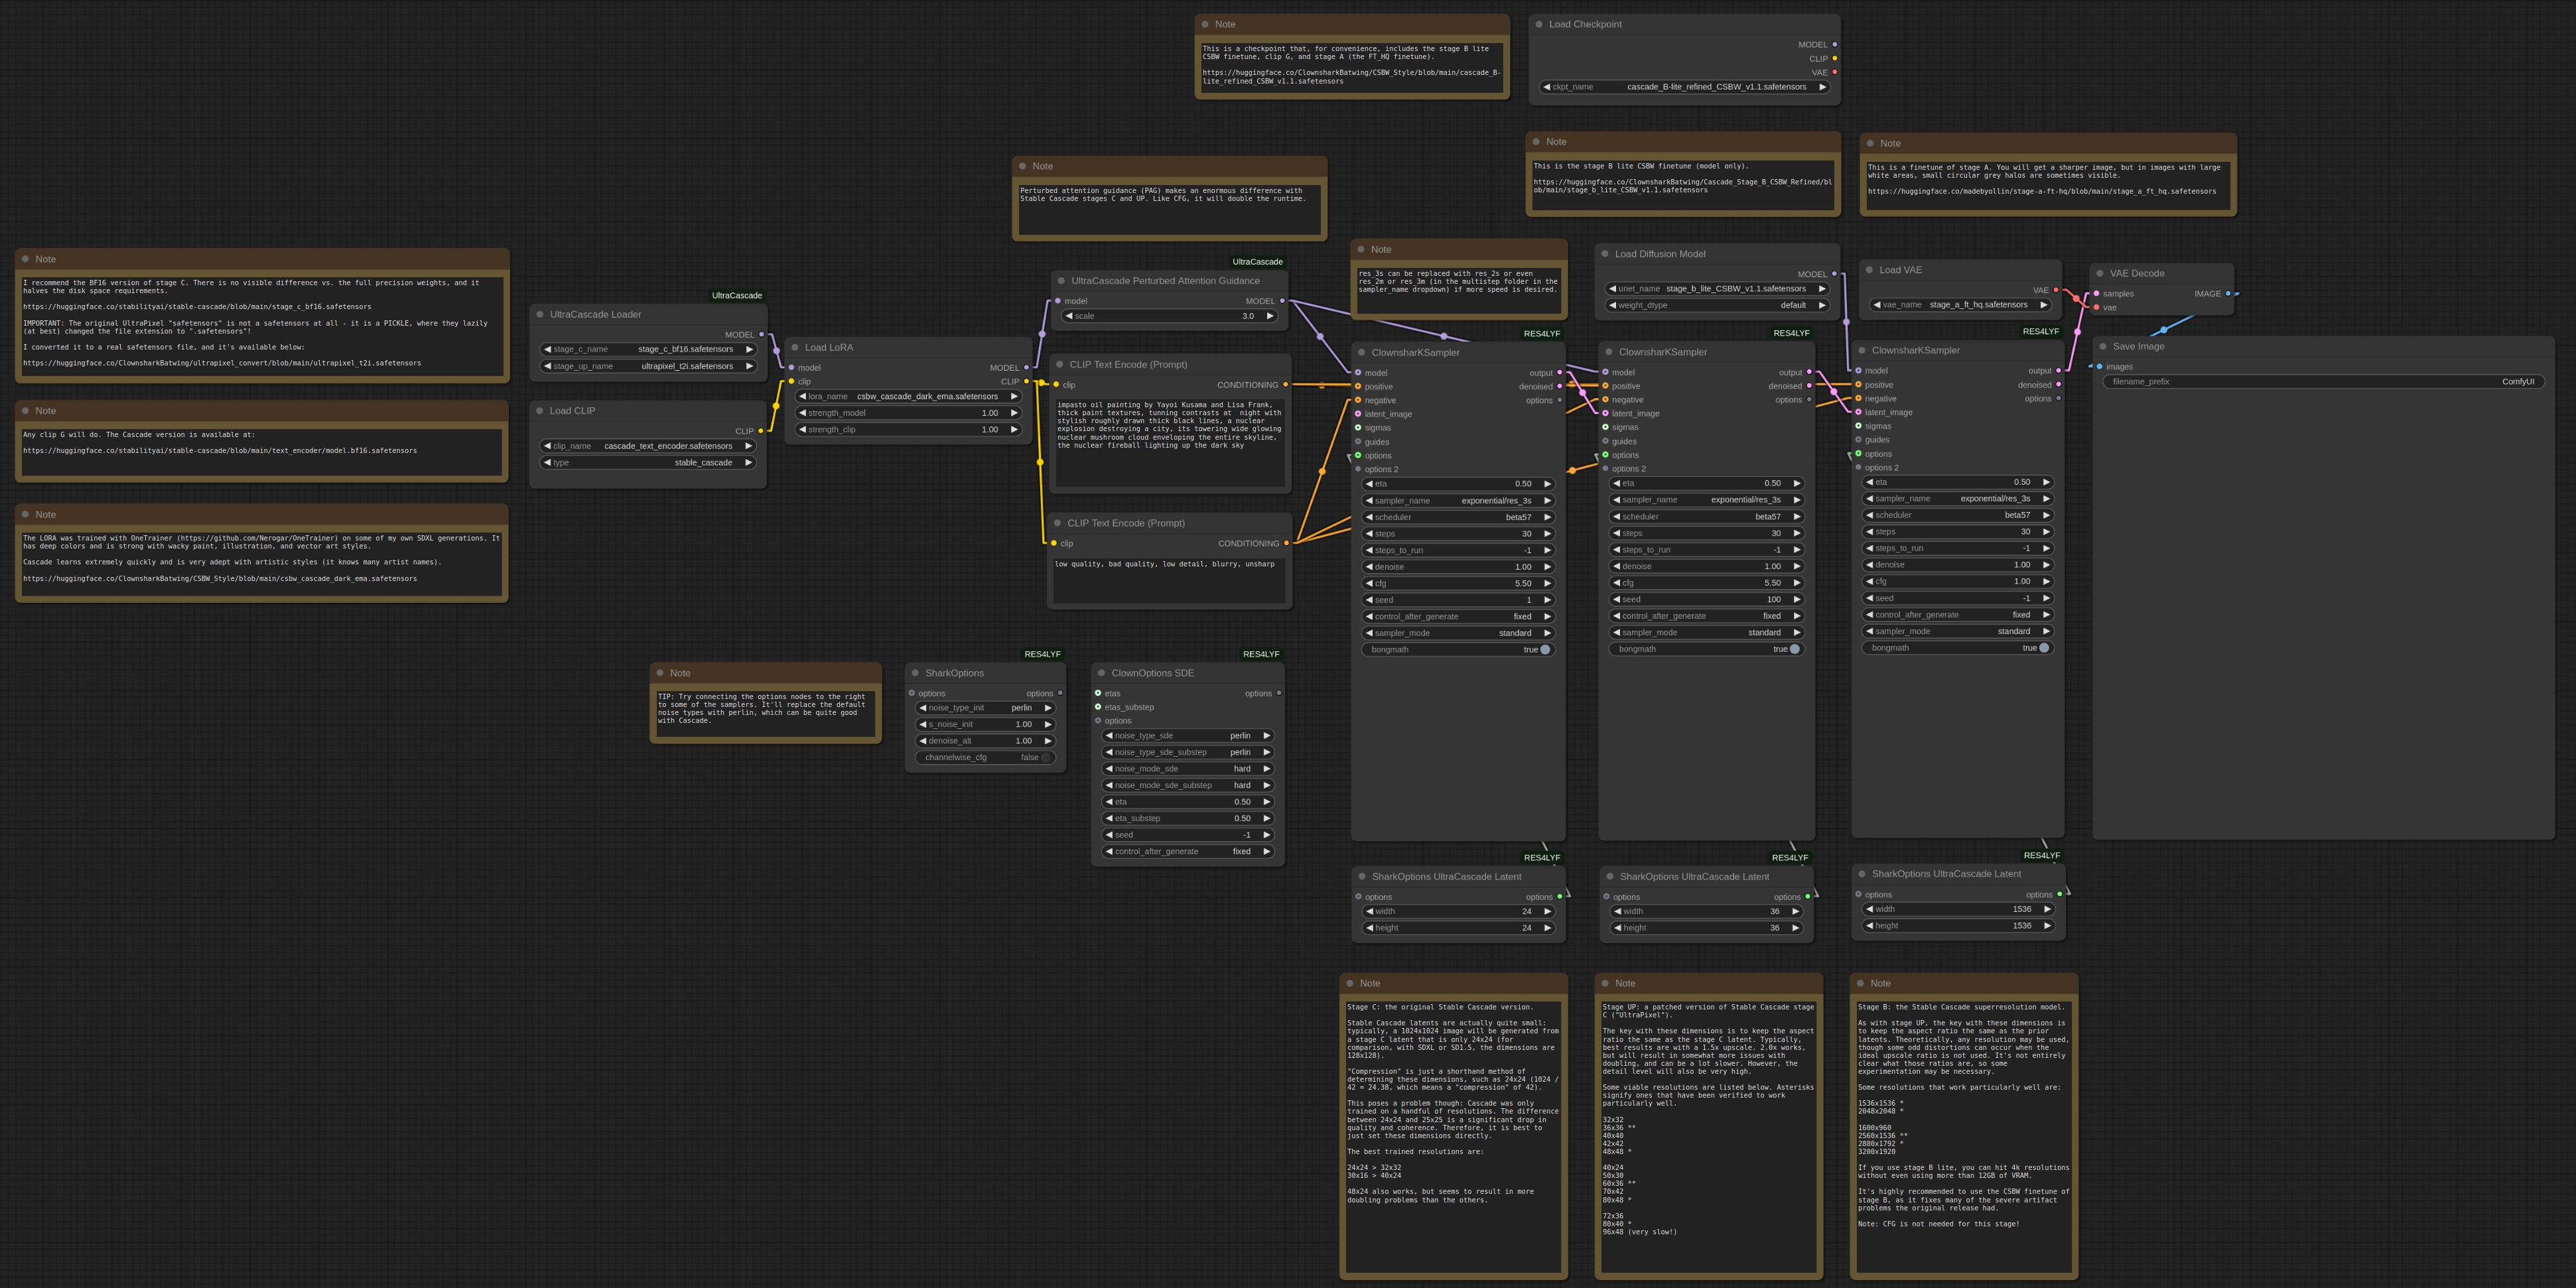 Note
This is a checkpoint that, for convenience, includes the stage B lite
CSBW finetune, clip G, and stage A (the FT_HQ finetune).
https://huggingface.co/ClownsharkBatwing/CSBW_Style/blob/main/cascade_B-
lite_refined_CSBW_v1.1.safetensors
Load Checkpoint
MODEL
CLIP
VAE
ckpt_name cascade_B-lite_refined_CSBW_v1.1.safetensors
Note
This is the stage B lite CSBW finetune (model only).
https://huggingface.co/ClownsharkBatwing/Cascade_Stage_B_CSBW_Refined/bl
ob/main/stage_b_lite_CSBW_v1.1.safetensors
Note
This is a finetune of stage A. You will get a sharper image, but in images with large
white areas, small circular grey halos are sometimes visible.
https://huggingface.co/madebyollin/stage-a-ft-hq/blob/main/stage_a_ft_hq.safetensors
Note
Perturbed attention guidance (PAG) makes an enormous difference with
Stable Cascade stages C and UP. Like CFG, it will double the runtime.
Note
I recommend the BF16 version of stage C. There is no visible difference vs. the full precision weights, and it
halves the disk space requirements.
https://huggingface.co/stabilityai/stable-cascade/blob/main/stage_c_bf16.safetensors
IMPORTANT: The original UltraPixel "safetensors" is not a safetensors at all - it is a PICKLE, where they lazily
(at best) changed the file extension to ".safetensors"!
I converted it to a real safetensors file, and it's available below:
https://huggingface.co/ClownsharkBatwing/ultrapixel_convert/blob/main/ultrapixel_t2i.safetensors
Note
Any clip G will do. The Cascade version is available at:
https://huggingface.co/stabilityai/stable-cascade/blob/main/text_encoder/model.bf16.safetensors
Note
The LORA was trained with OneTrainer (https://github.com/Nerogar/OneTrainer) on some of my own SDXL generations. It
has deep colors and is strong with wacky paint, illustration, and vector art styles.
Cascade learns extremely quickly and is very adept with artistic styles (it knows many artist names).
https://huggingface.co/ClownsharkBatwing/CSBW_Style/blob/main/csbw_cascade_dark_ema.safetensors
UltraCascade
UltraCascade Loader
MODEL
stage_c_name stage_c_bf16.safetensors
stage_up_name ultrapixel_t2i.safetensors
Load CLIP
CLIP
clip_name cascade_text_encoder.safetensors
type stable_cascade
Load LoRA
model MODEL
clip CLIP
lora_name csbw_cascade_dark_ema.safetensors
strength_model 1.00
strength_clip 1.00
UltraCascade
UltraCascade Perturbed Attention Guidance
model MODEL
scale 3.0
CLIP Text Encode (Prompt)
clip CONDITIONING
impasto oil painting by Yayoi Kusama and Lisa Frank,
thick paint textures, tunning contrasts at  night with
stylish roughly drawn thick black lines, a nuclear
explosion destroying a city, its towering wide glowing
nuclear mushroom cloud enveloping the entire skyline,
the nuclear fireball lighting up the dark sky
CLIP Text Encode (Prompt)
clip CONDITIONING
low quality, bad quality, low detail, blurry, unsharp
Note
TIP: Try connecting the options nodes to the right
to some of the samplers. It'll replace the default
noise types with perlin, which can be quite good
with Cascade.
RES4LYF
SharkOptions
options options
noise_type_init perlin
s_noise_init 1.00
denoise_alt 1.00
channelwise_cfg false
RES4LYF
ClownOptions SDE
etas options
etas_substep
options
noise_type_sde perlin
noise_type_sde_substep perlin
noise_mode_sde hard
noise_mode_sde_substep hard
eta 0.50
eta_substep 0.50
seed -1
control_after_generate fixed
Note
res_3s can be replaced with res_2s or even
res_2m or res_3m (in the multistep folder in the
sampler_name dropdown) if more speed is desired.
Load Diffusion Model
MODEL
unet_name stage_b_lite_CSBW_v1.1.safetensors
weight_dtype default
Load VAE
VAE
vae_name stage_a_ft_hq.safetensors
VAE Decode
samples IMAGE
vae
Save Image
images
filename_prefix ComfyUI
RES4LYF
ClownsharKSampler
model output
positive denoised
negative options
latent_image
sigmas
guides
options
options 2
eta 0.50
sampler_name exponential/res_3s
scheduler beta57
steps 30
steps_to_run -1
denoise 1.00
cfg 5.50
seed 1
control_after_generate fixed
sampler_mode standard
bongmath true
RES4LYF
ClownsharKSampler
model output
positive denoised
negative options
latent_image
sigmas
guides
options
options 2
eta 0.50
sampler_name exponential/res_3s
scheduler beta57
steps 30
steps_to_run -1
denoise 1.00
cfg 5.50
seed 100
control_after_generate fixed
sampler_mode standard
bongmath true
RES4LYF
ClownsharKSampler
model output
positive denoised
negative options
latent_image
sigmas
guides
options
options 2
eta 0.50
sampler_name exponential/res_3s
scheduler beta57
steps 30
steps_to_run -1
denoise 1.00
cfg 1.00
seed -1
control_after_generate fixed
sampler_mode standard
bongmath true
RES4LYF
SharkOptions UltraCascade Latent
options options
width 24
height 24
RES4LYF
SharkOptions UltraCascade Latent
options options
width 36
height 36
RES4LYF
SharkOptions UltraCascade Latent
options options
width 1536
height 1536
Note
Stage C: the original Stable Cascade version.
Stable Cascade latents are actually quite small:
typically, a 1024x1024 image will be generated from
a stage C latent that is only 24x24 (for
comparison, with SDXL or SD1.5, the dimensions are
128x128).
"Compression" is just a shorthand method of
determining these dimensions, such as 24x24 (1024 /
42 = 24.38, which means a "compression" of 42).
This poses a problem though: Cascade was only
trained on a handful of resolutions. The difference
between 24x24 and 25x25 is a significant drop in
quality and coherence. Therefore, it is best to
just set these dimensions directly.
The best trained resolutions are:
24x24 > 32x32
30x16 > 40x24
48x24 also works, but seems to result in more
doubling problems than the others.
Note
Stage UP: a patched version of Stable Cascade stage
C ("UltraPixel").
The key with these dimensions is to keep the aspect
ratio the same as the stage C latent. Typically,
best results are with a 1.5x upscale. 2.0x works,
but will result in somewhat more issues with
doubling, and can be a lot slower. However, the
detail level will also be very high.
Some viable resolutions are listed below. Asterisks
signify ones that have been verified to work
particularly well.
32x32
36x36 **
40x40
42x42
48x48 *
40x24
50x30
60x36 **
70x42
80x48 *
72x36
80x40 *
96x48 (very slow!)
Note
Stage B: the Stable Cascade superresolution model.
As with stage UP, the key with these dimensions is
to keep the aspect ratio the same as the prior
latents. Theoretically, any resolution may be used,
though some odd distortions can occur when the
ideal upscale ratio is not used. It's not entirely
clear what those ratios are, so some
experimentation may be necessary.
Some resolutions that work particularly well are:
1536x1536 *
2048x2048 *
1600x960
2560x1536 **
2880x1792 *
3200x1920
If you use stage B lite, you can hit 4k resolutions
without even using more than 12GB of VRAM.
It's highly recommended to use the CSBW finetune of
stage B, as it fixes many of the severe artifact
problems the original release had.
Note: CFG is not needed for this stage!